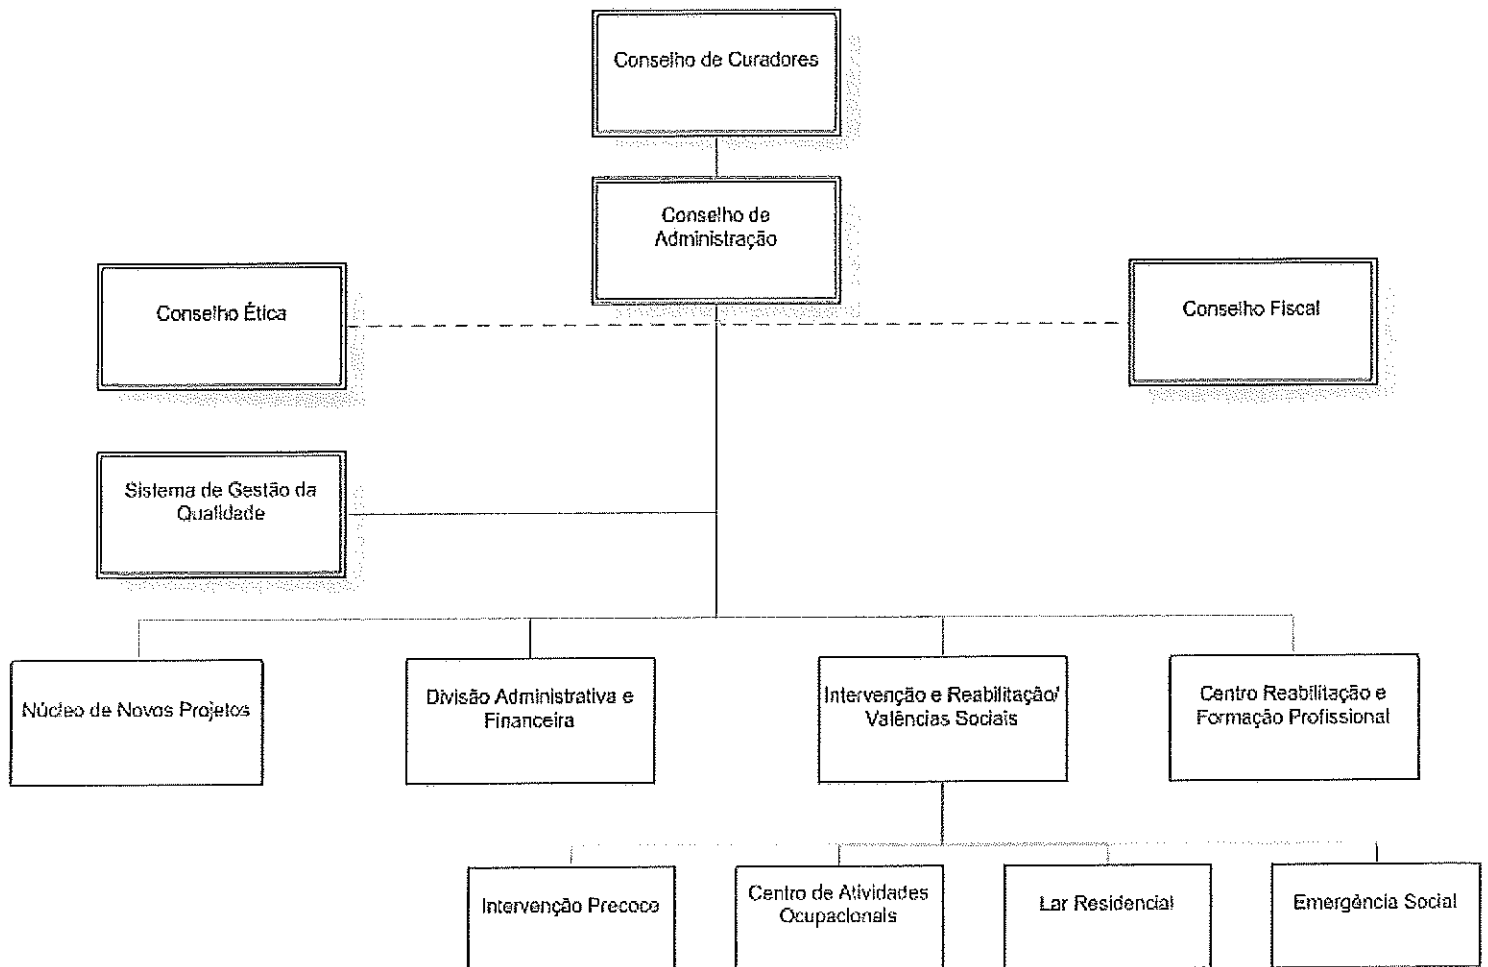 Conselho de Curadores
Conselho de
Administração
Conselho Ética
Conselho Fiscal
Sistema de Gestão da
Qualidade
Núcleo de Novos Projetos
Divisão Administrativa e
Financeira
Intervenção e Reabilitação/
Valências Sociais
Centro Reabilitação e
Formação Profissional
Intervenção Precoce
Centro de Atividades
Ocupacionais
Lar Residencial
Emergência Social